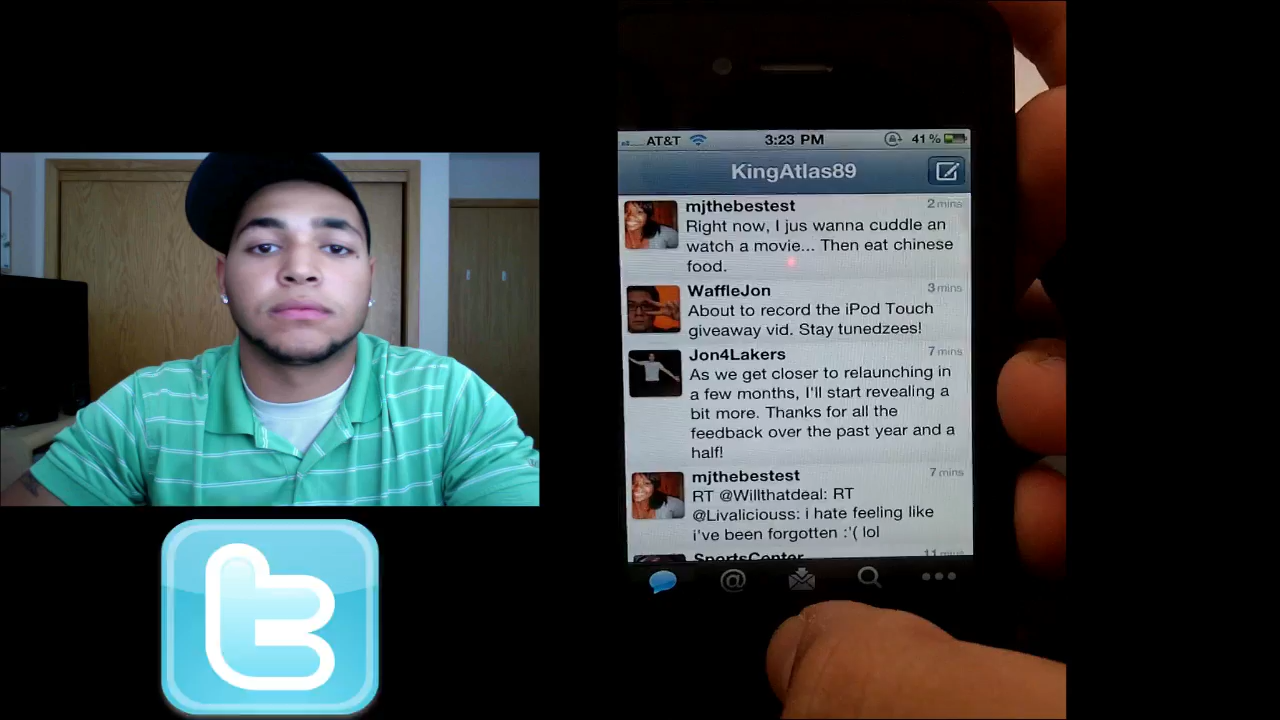 AT&T 3:23 PM 41%
KingAtlas89
mjthebestest 2 mins
Right now, I jus wanna cuddle an
watch a movie... Then eat chinese
food.
WaffleJon 3 mins
About to record the iPod Touch
giveaway vid. Stay tunedzees!
Jon4Lakers 7 mins
As we get closer to relaunching in
a few months, I'll start revealing a
bit more. Thanks for all the
feedback over the past year and a
half!
mjthebestest 7 mins
RT @Willthatdeal: RT
@Livaliciouss: i hate feeling like
i've been forgotten :'( lol
SportsCenter 11 mins
@
t